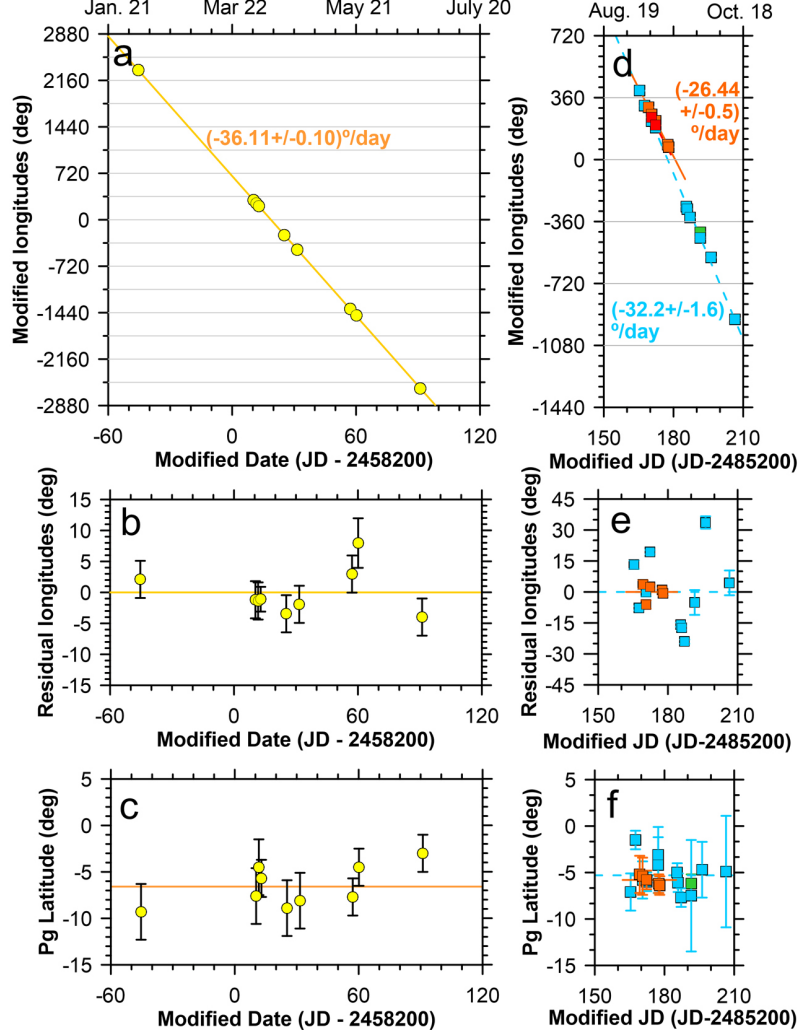 Jan. 21 Mar 22 May 21 July 20
2880
2160
1440
720
0
-720
-1440
-2160
-2880
Modified longitudes (deg)
a
(-36.11+/-0.10)º/day
-60 0 60 120
Modified Date (JD - 2458200)
Aug. 19 Oct. 18
720
360
0
-360
-720
-1080
-1440
Modified longitudes (deg)
d
(-26.44
+/-0.5)
º/day
(-32.2+/-1.6)
º/day
150 180 210
Modified JD (JD-2485200)
15
10
5
0
-5
-10
-15
Residual longitudes (deg)
b
-60 0 60 120
Modified Date (JD - 2458200)
45
30
15
0
-15
-30
-45
Residual longitudes (deg)
e
150 180 210
Modified JD (JD-2485200)
5
0
-5
-10
-15
Pg Latitude (deg)
c
-60 0 60 120
Modified Date (JD - 2458200)
5
0
-5
-10
-15
Pg Latitude (deg)
f
150 180 210
Modified JD (JD-2485200)